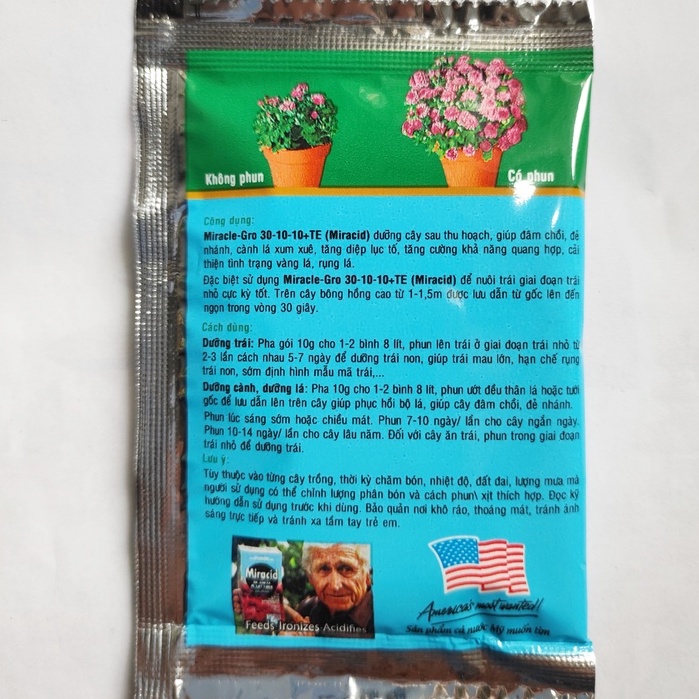 Không phun
Có phun
Công dụng:
Miracle-Gro 30-10-10+TE (Miracid) dưỡng cây sau thu hoạch, giúp đâm chồi, đẻ
nhánh, cành lá xum xuê, tăng diệp lục tố, tăng cường khả năng quang hợp, cải
thiện tình trạng vàng lá, rụng lá.
Đặc biệt sử dụng Miracle-Gro 30-10-10+TE (Miracid) để nuôi trái giai đoạn trái
nhỏ cực kỳ tốt. Trên cây bông hồng cao từ 1-1,5m được lưu dẫn từ gốc lên đến
ngọn trong vòng 30 giây.
Cách dùng:
Dưỡng trái: Pha gói 10g cho 1-2 bình 8 lít, phun lên trái ở giai đoạn trái nhỏ từ
2-3 lần cách nhau 5-7 ngày để dưỡng trái non, giúp trái mau lớn, hạn chế rụng
trái non, sớm định hình mẫu mã trái,...
Dưỡng cành, dưỡng lá: Pha 10g cho 1-2 bình 8 lít, phun ướt đều thân lá hoặc tưới
gốc để lưu dẫn lên trên cây giúp phục hồi bộ lá, giúp cây đâm chồi, đẻ nhánh.
Phun lúc sáng sớm hoặc chiều mát. Phun 7-10 ngày/ lần cho cây ngắn ngày.
Phun 10-14 ngày/ lần cho cây lâu năm. Đối với cây ăn trái, phun trong giai đoạn
trái nhỏ để dưỡng trái.
Lưu ý:
Tùy thuộc vào từng cây trồng, thời kỳ chăm bón, nhiệt độ, đất đai, lượng mưa mà
người sử dụng có thể chỉnh lượng phân bón và cách phun\ xịt thích hợp. Đọc kỹ
hướng dẫn sử dụng trước khi dùng. Bảo quản nơi khô ráo, thoáng mát, tránh ánh
sáng trực tiếp và tránh xa tầm tay trẻ em.
Miracid
Feeds Ironizes Acidifies
America's most wanted!
Sản phẩm cả nước Mỹ muốn tìm